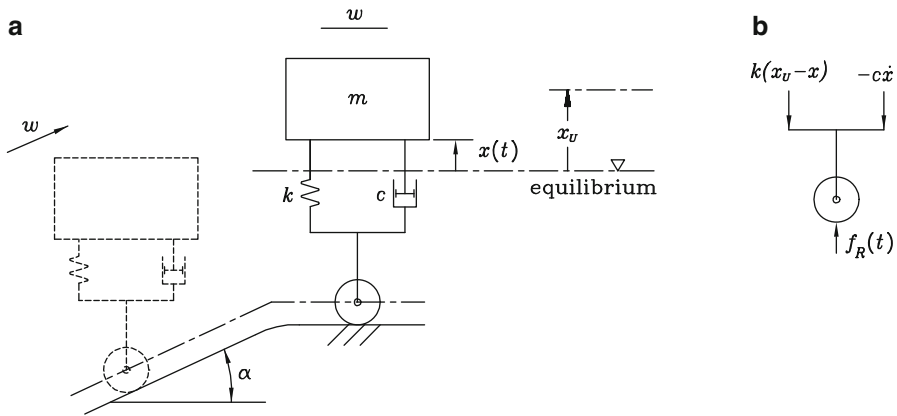 a
w
b
m
k(x_U−x)
−cẋ
w
x_U
x(t)
equilibrium
k
c
f_R(t)
α